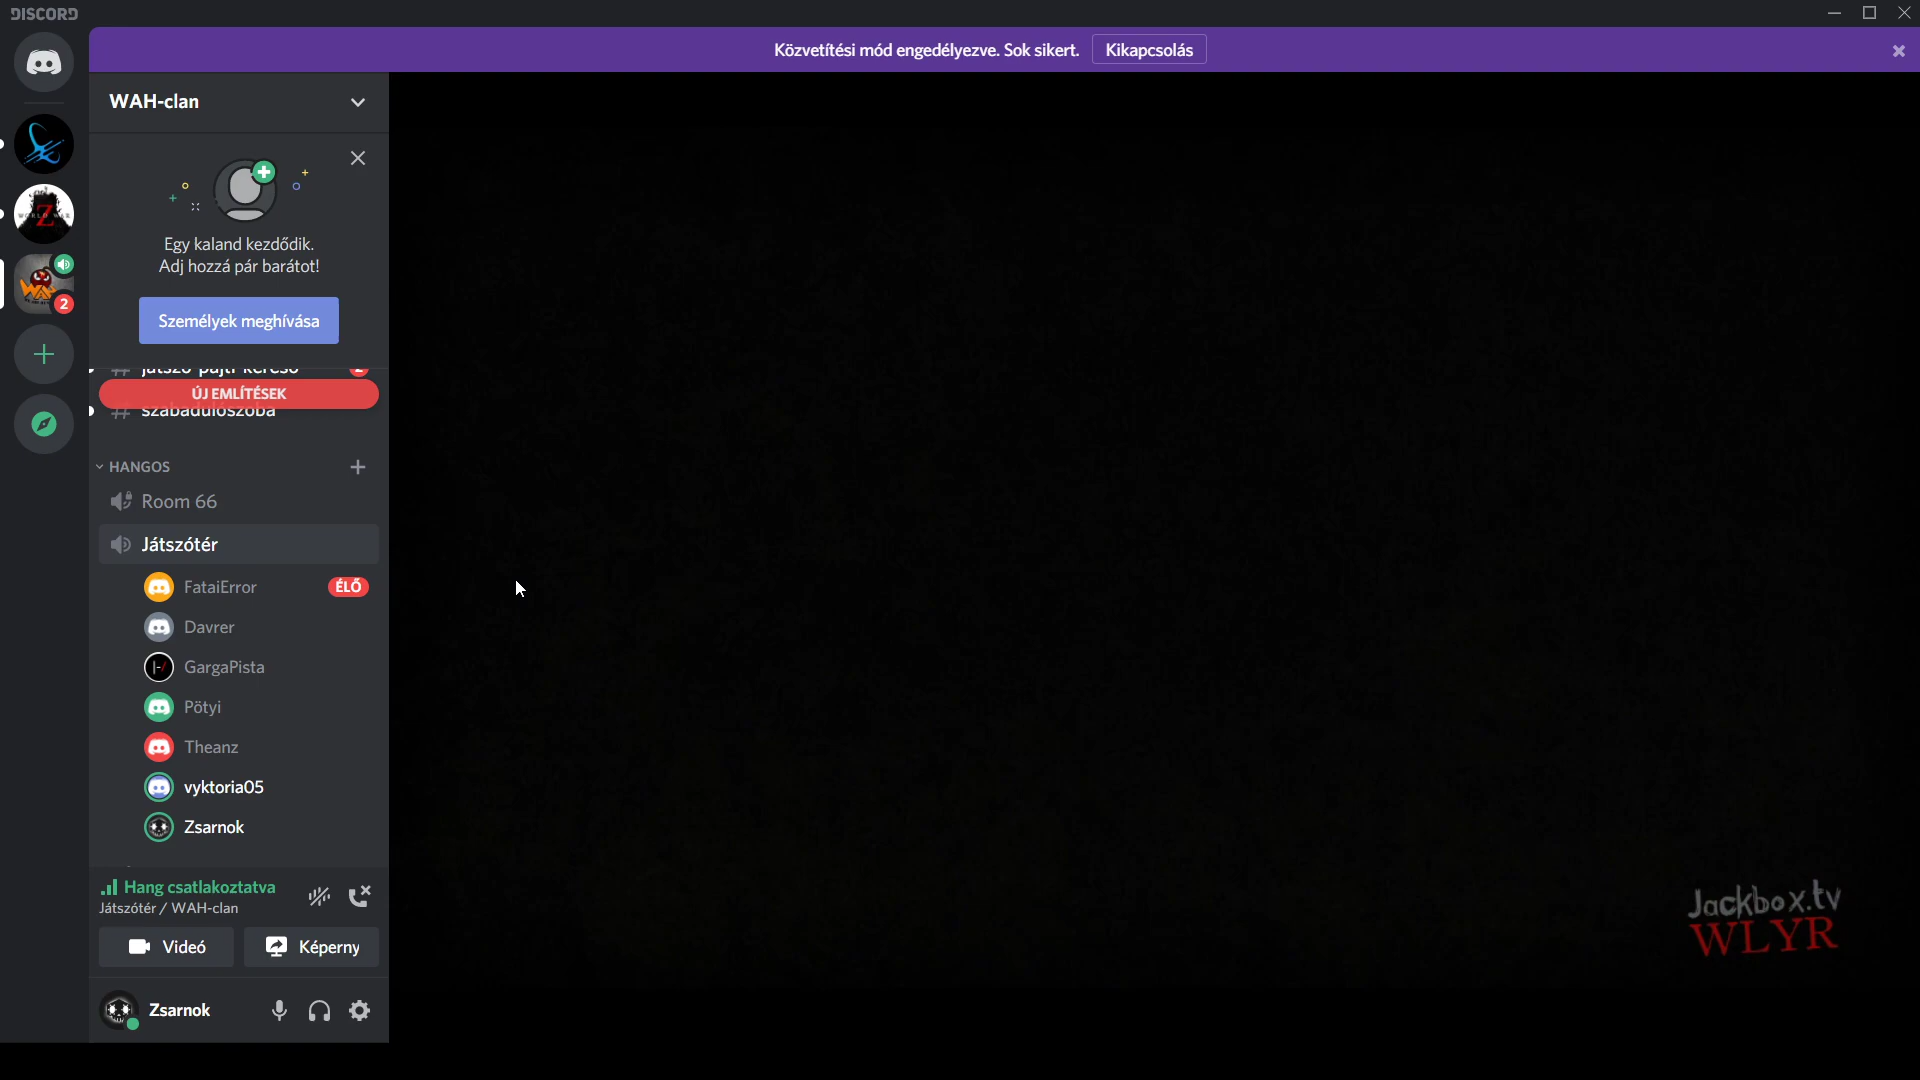 DISCORD
Közvetítési mód engedélyezve. Sok sikert.
Kikapcsolás
WAH-clan
Egy kaland kezdődik.
Adj hozzá pár barátot!
2
Személyek meghívása
ÚJ EMLÍTÉSEK
szabadulószoba
HANGOS
Room 66
Játszótér
FataiError
ÉLŐ
Davrer
GargaPista
Pötyi
Theanz
vyktoria05
Zsarnok
Hang csatlakoztatva
Játszótér / WAH-clan
Videó
Képerny
Zsarnok
Jackbox.tv
WLYR